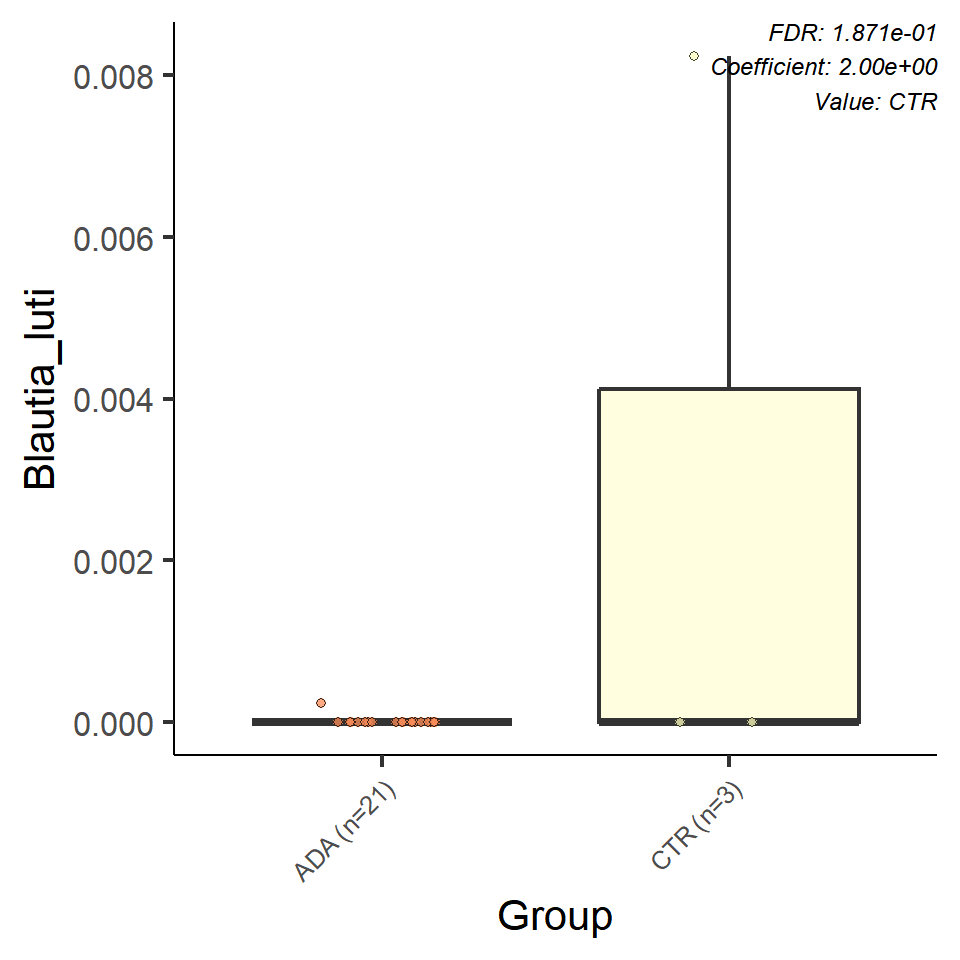 FDR: 1.871e-01
Coefficient: 2.00e+00
Value: CTR
0.008
0.006
0.004
0.002
0.000
Blautia_luti
ADA (n=21)
CTR (n=3)
Group